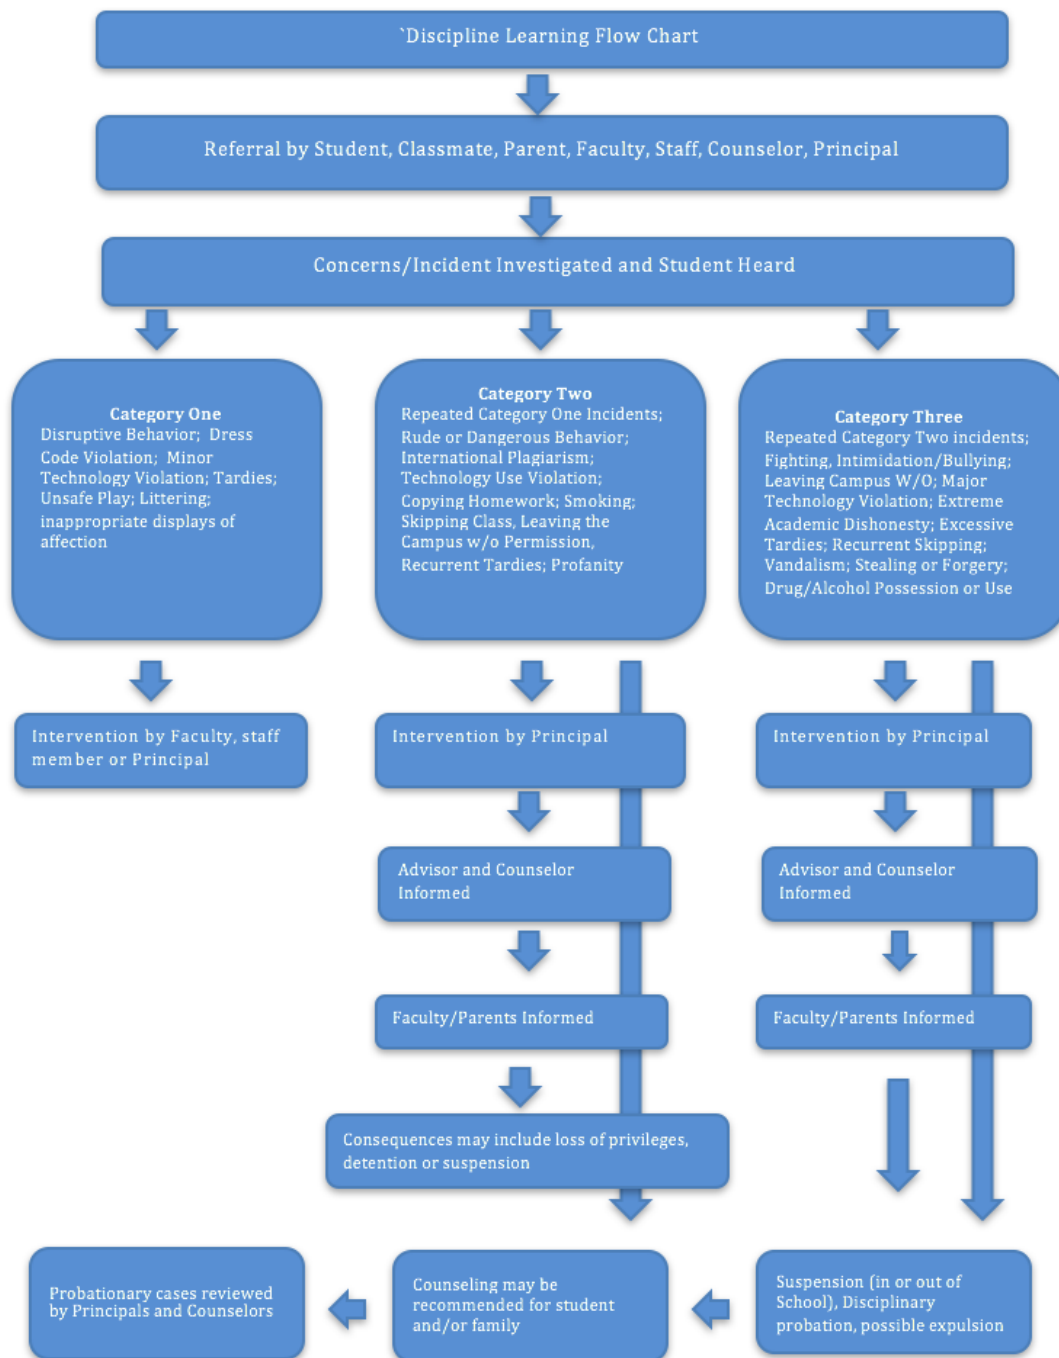 `Discipline Learning Flow Chart
Referral by Student, Classmate, Parent, Faculty, Staff, Counselor, Principal
Concerns/Incident Investigated and Student Heard
Category One
Disruptive Behavior; Dress
Code Violation; Minor
Technology Violation; Tardies;
Unsafe Play; Littering;
inappropriate displays of
affection
Category Two
Repeated Category One Incidents;
Rude or Dangerous Behavior;
International Plagiarism;
Technology Use Violation;
Copying Homework; Smoking;
Skipping Class, Leaving the
Campus w/o Permission,
Recurrent Tardies; Profanity
Category Three
Repeated Category Two incidents;
Fighting, Intimidation/Bullying;
Leaving Campus W/O; Major
Technology Violation; Extreme
Academic Dishonesty; Excessive
Tardies; Recurrent Skipping;
Vandalism; Stealing or Forgery;
Drug/Alcohol Possession or Use
Intervention by Faculty, staff
member or Principal
Intervention by Principal
Intervention by Principal
Advisor and Counselor
Informed
Advisor and Counselor
Informed
Faculty/Parents Informed
Faculty/Parents Informed
Consequences may include loss of privileges,
detention or suspension
Probationary cases reviewed
by Principals and Counselors
Counseling may be
recommended for student
and/or family
Suspension (in or out of
School), Disciplinary
probation, possible expulsion